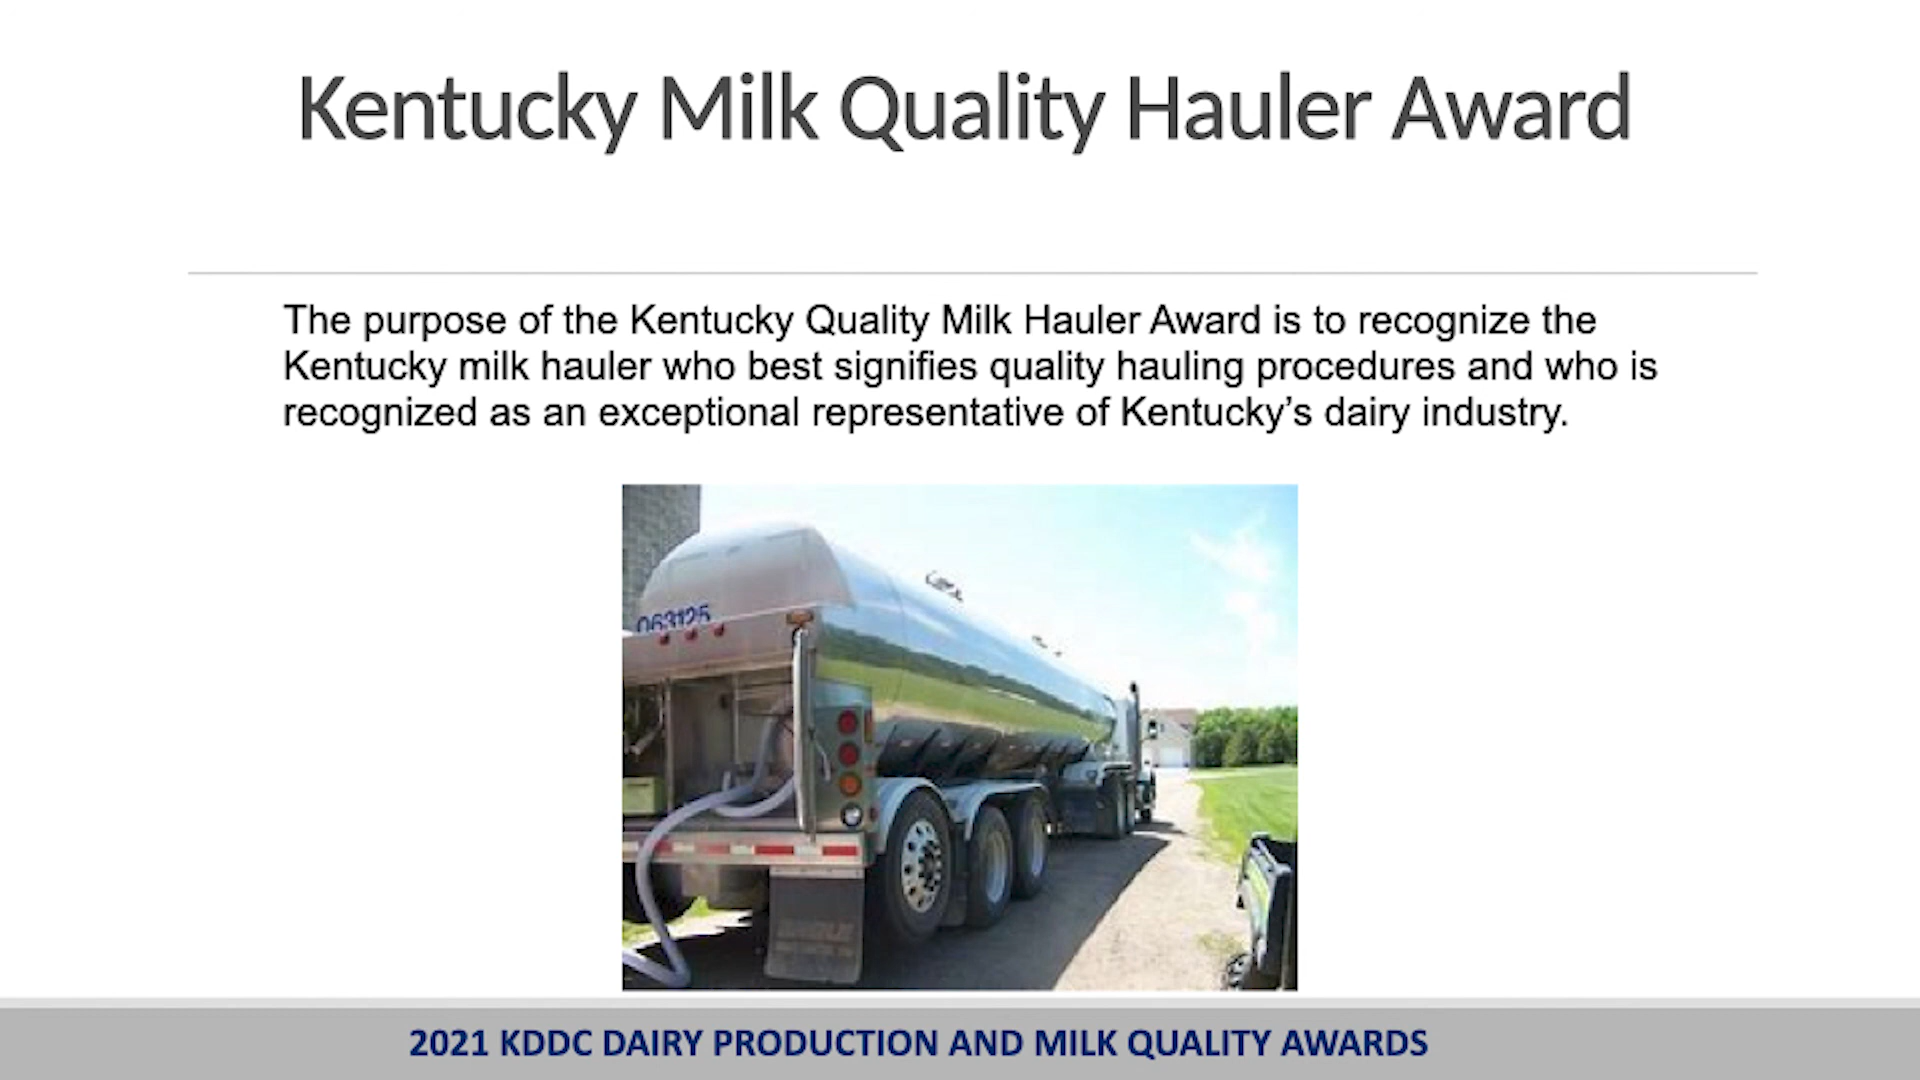 Kentucky Milk Quality Hauler Award
The purpose of the Kentucky Quality Milk Hauler Award is to recognize the
Kentucky milk hauler who best signifies quality hauling procedures and who is
recognized as an exceptional representative of Kentucky’s dairy industry.
063125
2021 KDDC DAIRY PRODUCTION AND MILK QUALITY AWARDS